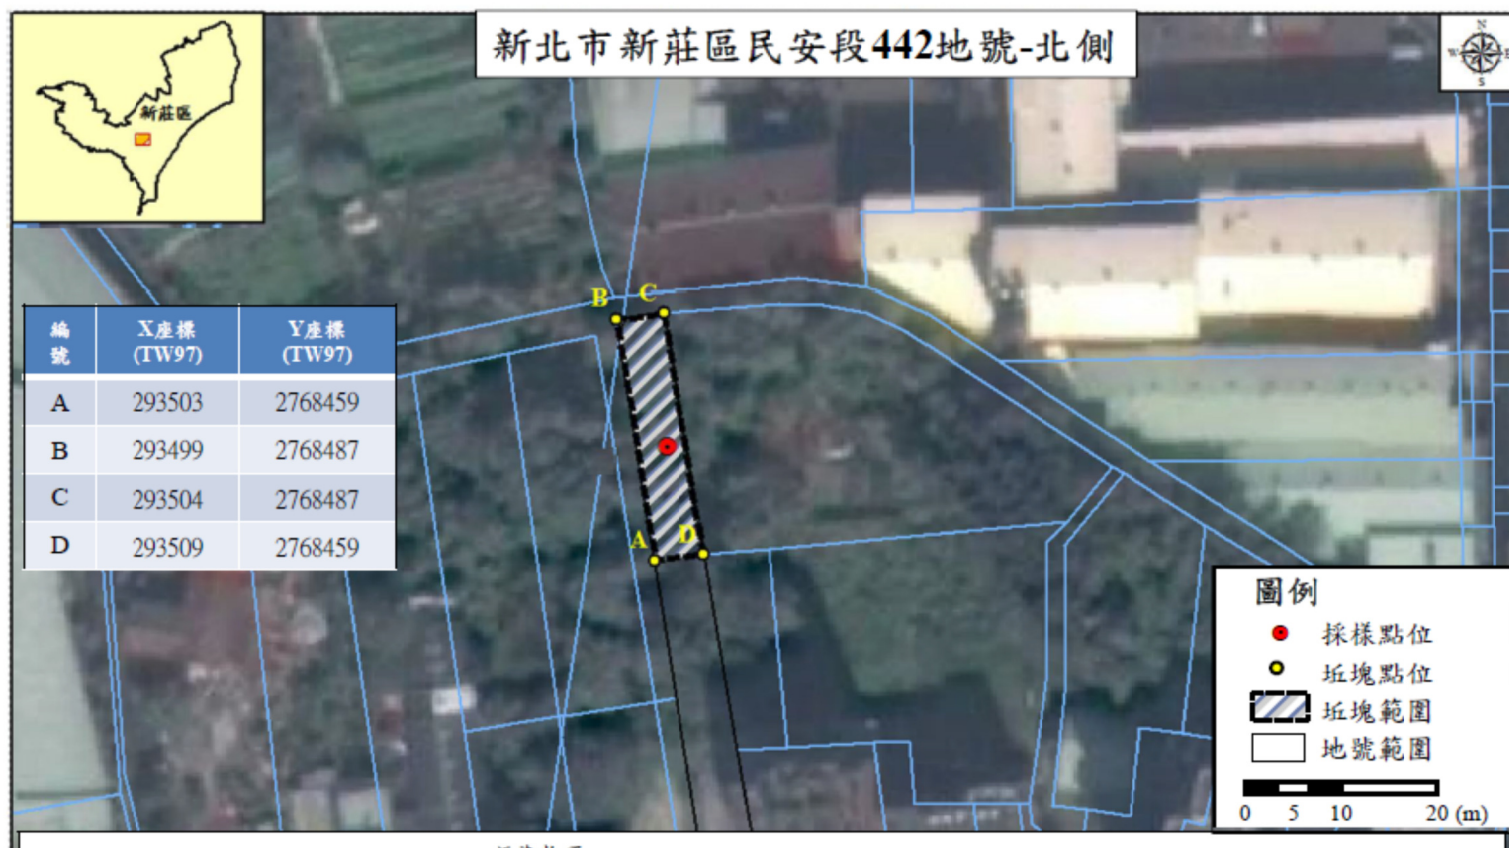 新北市新莊區民安段442地號-北側
N
W
E
S
新莊區
B
C
編號 X座標(TW97) Y座標(TW97)
A 293503 2768459
B 293499 2768487
C 293504 2768487
D 293509 2768459
A
D
圖例
採樣點位
坵塊點位
坵塊範圍
地號範圍
0 5 10 20 (m)